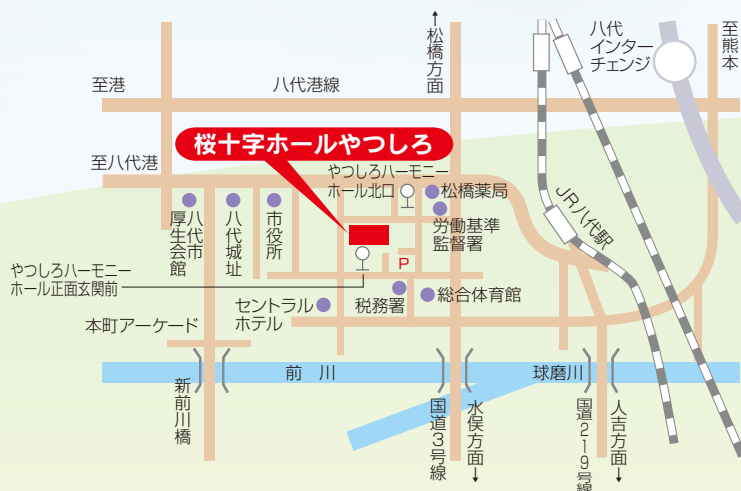 ↑松橋方面
八代
インター
チェンジ
至熊本
至港
八代港線
桜十字ホールやつしろ
至八代港
やつしろハーモニー
ホール北口
松橋薬局
労働基準
監督署
JR八代駅
八代市
厚生会館
八代城址
市役所
P
やつしろハーモニー
ホール正面玄関前
セントラル
ホテル
税務署
総合体育館
本町アーケード
新前川橋
前川
球磨川
国道3号線
水俣方面→
国道219号線
人吉方面→